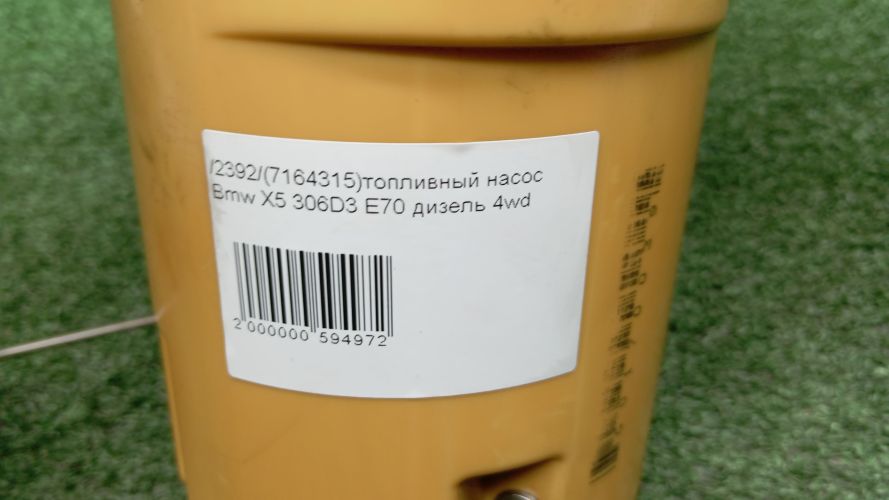 /2392/(7164315)топливный насос
Bmw X5 306D3 E70 дизель 4wd
2 000000 594972